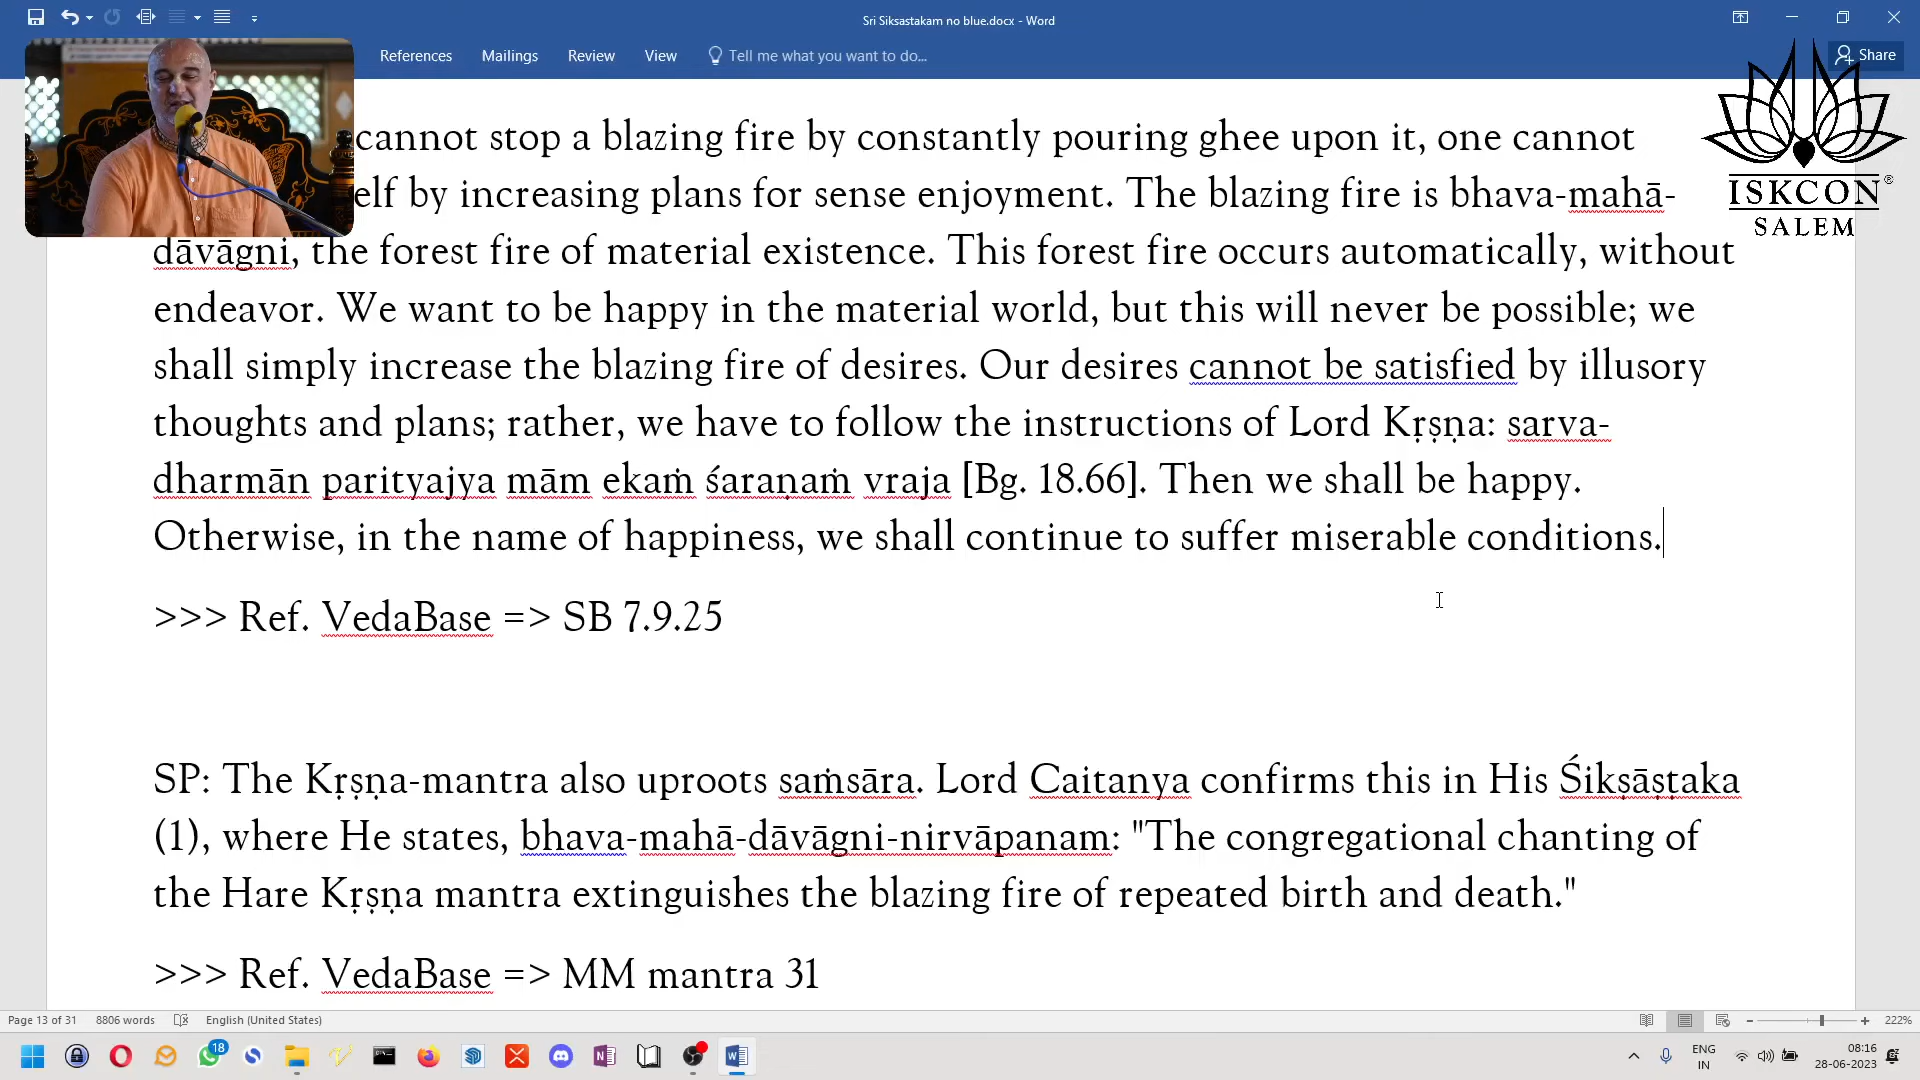 Sri Siksastakam no blue.docx - Word
References Mailings Review View Tell me what you want to do... Share
cannot stop a blazing fire by constantly pouring ghee upon it, one cannot
elf by increasing plans for sense enjoyment. The blazing fire is bhava-mahā-
dāvāgni, the forest fire of material existence. This forest fire occurs automatically, without
endeavor. We want to be happy in the material world, but this will never be possible; we
shall simply increase the blazing fire of desires. Our desires cannot be satisfied by illusory
thoughts and plans; rather, we have to follow the instructions of Lord Kṛṣṇa: sarva-
dharmān parityajya mām ekaṁ śaraṇaṁ vraja [Bg. 18.66]. Then we shall be happy.
Otherwise, in the name of happiness, we shall continue to suffer miserable conditions.
>>> Ref. VedaBase => SB 7.9.25
SP: The Kṛṣṇa-mantra also uproots saṁsāra. Lord Caitanya confirms this in His Śikṣāṣṭaka
(1), where He states, bhava-mahā-dāvāgni-nirvāpanam: "The congregational chanting of
the Hare Kṛṣṇa mantra extinguishes the blazing fire of repeated birth and death."
>>> Ref. VedaBase => MM mantra 31
ISKCON®
SALEM
Page 13 of 31 8806 words English (United States) 222%
18
ENG
IN
08:16
28-06-2023